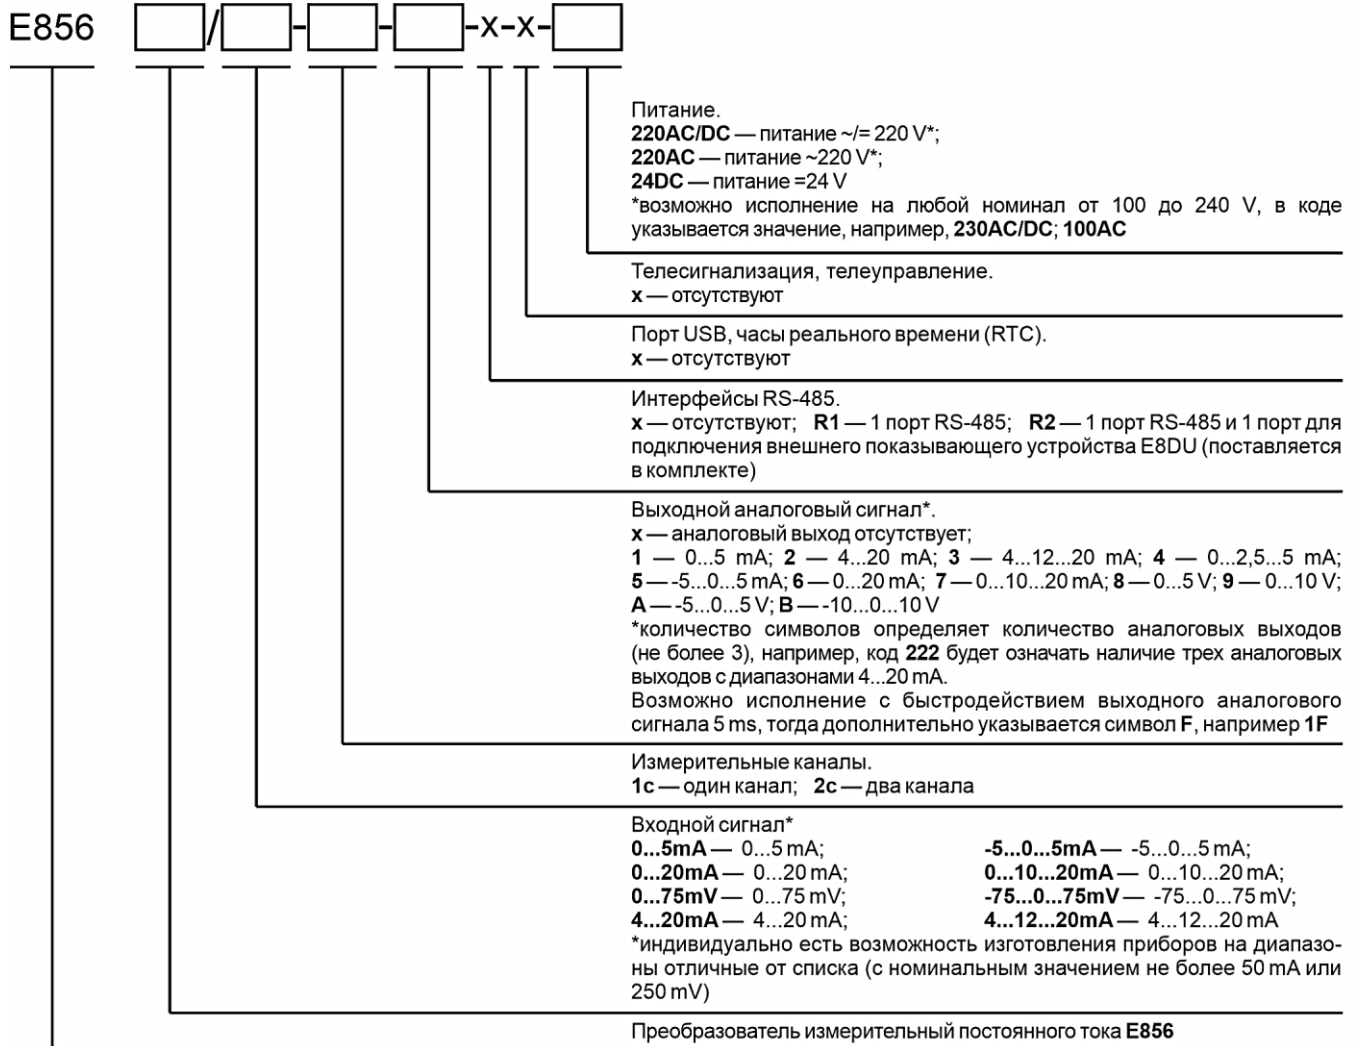 E856 / - - -x-x-
Питание.
220AC/DC — питание ~/= 220 V*;
220AC — питание ~220 V*;
24DC — питание =24 V
*возможно исполнение на любой номинал от 100 до 240 V, в коде
указывается значение, например, 230AC/DC; 100AC
Телесигнализация, телеуправление.
x — отсутствуют
Порт USB, часы реального времени (RTC).
x — отсутствуют
Интерфейсы RS-485.
x — отсутствуют; R1 — 1 порт RS-485; R2 — 1 порт RS-485 и 1 порт для
подключения внешнего показывающего устройства E8DU (поставляется
в комплекте)
Выходной аналоговый сигнал*.
x — аналоговый выход отсутствует;
1 — 0...5 mA; 2 — 4...20 mA; 3 — 4...12...20 mA; 4 — 0...2,5...5 mA;
5 — -5...0...5 mA; 6 — 0...20 mA; 7 — 0...10...20 mA; 8 — 0...5 V; 9 — 0...10 V;
A — -5...0...5 V; B — -10...0...10 V
*количество символов определяет количество аналоговых выходов
(не более 3), например, код 222 будет означать наличие трех аналоговых
выходов с диапазонами 4...20 mA.
Возможно исполнение с быстродействием выходного аналогового
сигнала 5 ms, тогда дополнительно указывается символ F, например 1F
Измерительные каналы.
1c — один канал; 2c — два канала
Входной сигнал*
0...5mA — 0...5 mA; -5...0...5mA — -5...0...5 mA;
0...20mA — 0...20 mA; 0...10...20mA — 0...10...20 mA;
0...75mV — 0...75 mV; -75...0...75mV — -75...0...75 mV;
4...20mA — 4...20 mA; 4...12...20mA — 4...12...20 mA
*индивидуально есть возможность изготовления приборов на диапазо-
ны отличные от списка (с номинальным значением не более 50 mA или
250 mV)
Преобразователь измерительный постоянного тока E856